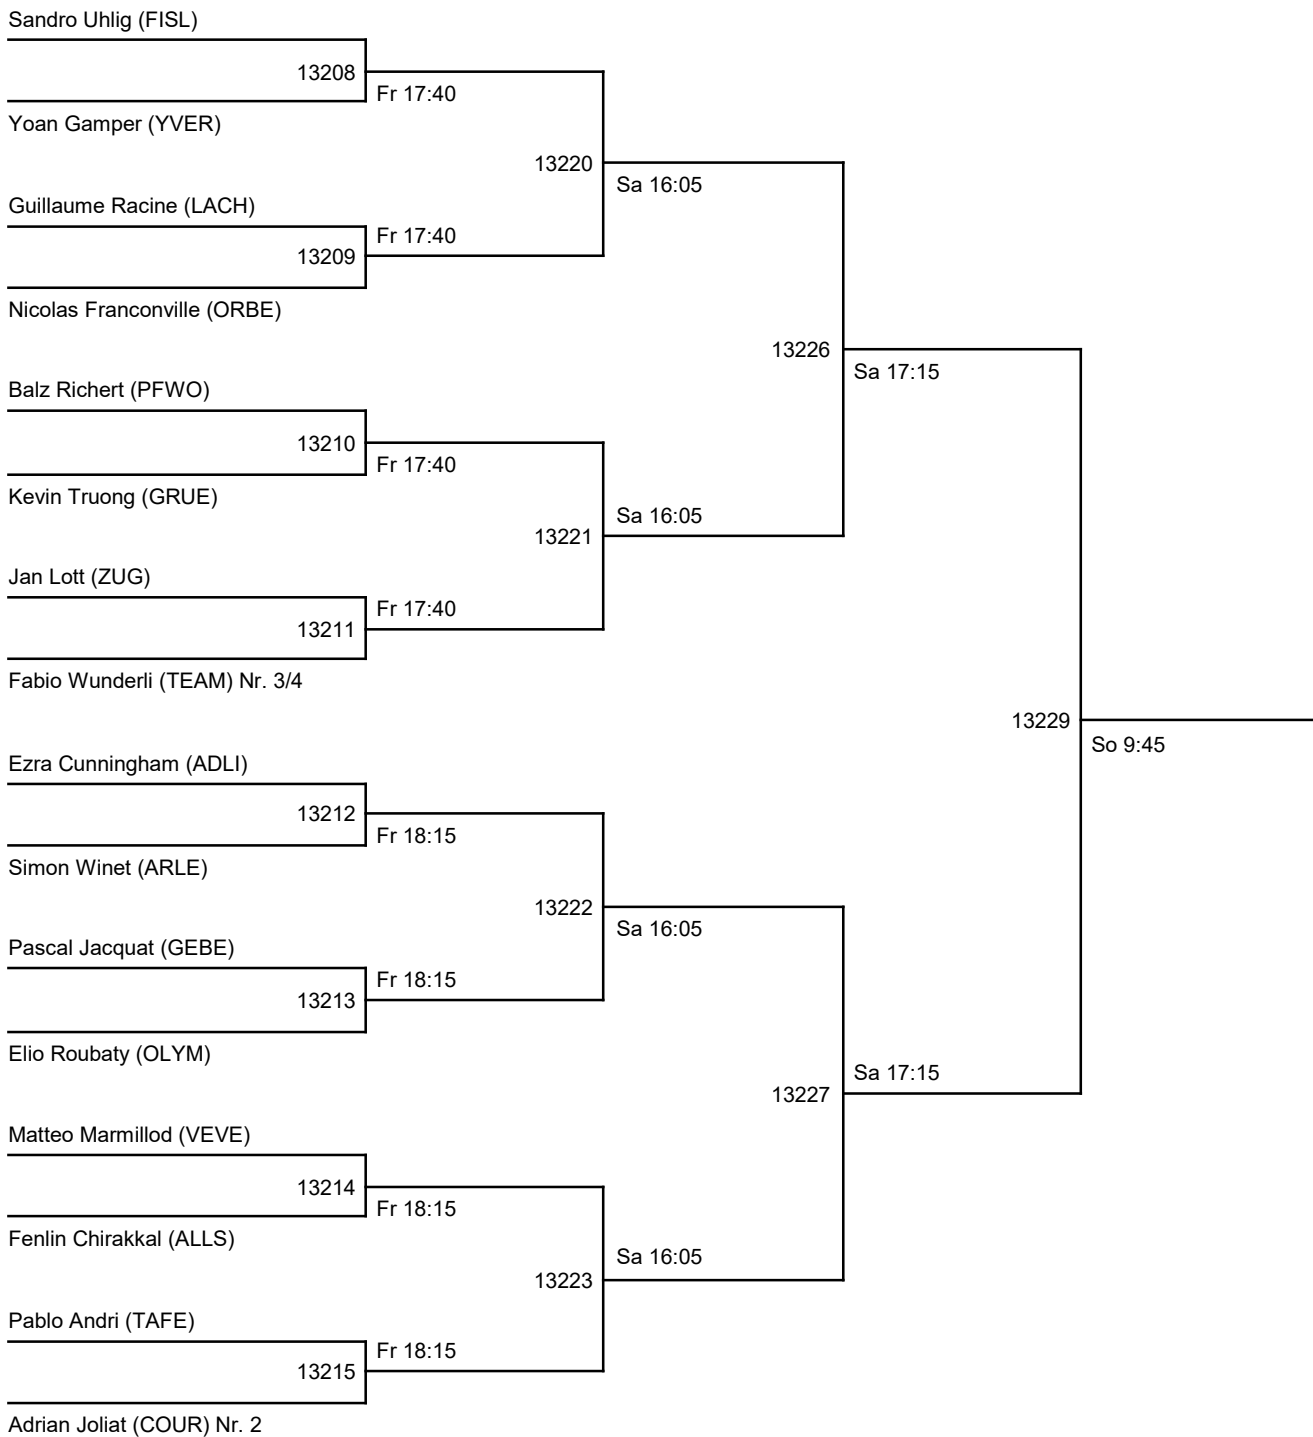 Sandro Uhlig (FISL)
13208
Fr 17:40
Yoan Gamper (YVER)
13220
Sa 16:05
Guillaume Racine (LACH)
Fr 17:40
13209
Nicolas Franconville (ORBE)
13226
Sa 17:15
Balz Richert (PFWO)
13210
Fr 17:40
Kevin Truong (GRUE)
Sa 16:05
13221
Jan Lott (ZUG)
Fr 17:40
13211
Fabio Wunderli (TEAM) Nr. 3/4
13229
So 9:45
Ezra Cunningham (ADLI)
13212
Fr 18:15
Simon Winet (ARLE)
13222
Sa 16:05
Pascal Jacquat (GEBE)
Fr 18:15
13213
Elio Roubaty (OLYM)
Sa 17:15
13227
Matteo Marmillod (VEVE)
13214
Fr 18:15
Fenlin Chirakkal (ALLS)
Sa 16:05
13223
Pablo Andri (TAFE)
Fr 18:15
13215
Adrian Joliat (COUR) Nr. 2